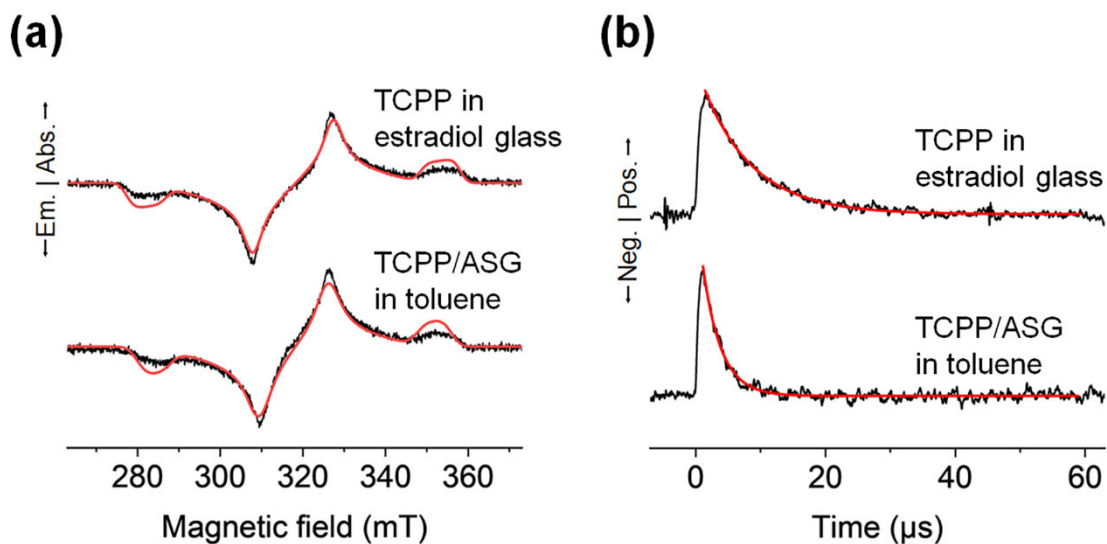 (a)
←Em. | Abs.→
TCPP in
estradiol glass
TCPP/ASG
in toluene
280 300 320 340 360
Magnetic field (mT)
(b)
←Neg. | Pos.→
TCPP in
estradiol glass
TCPP/ASG
in toluene
0 20 40 60
Time (μs)